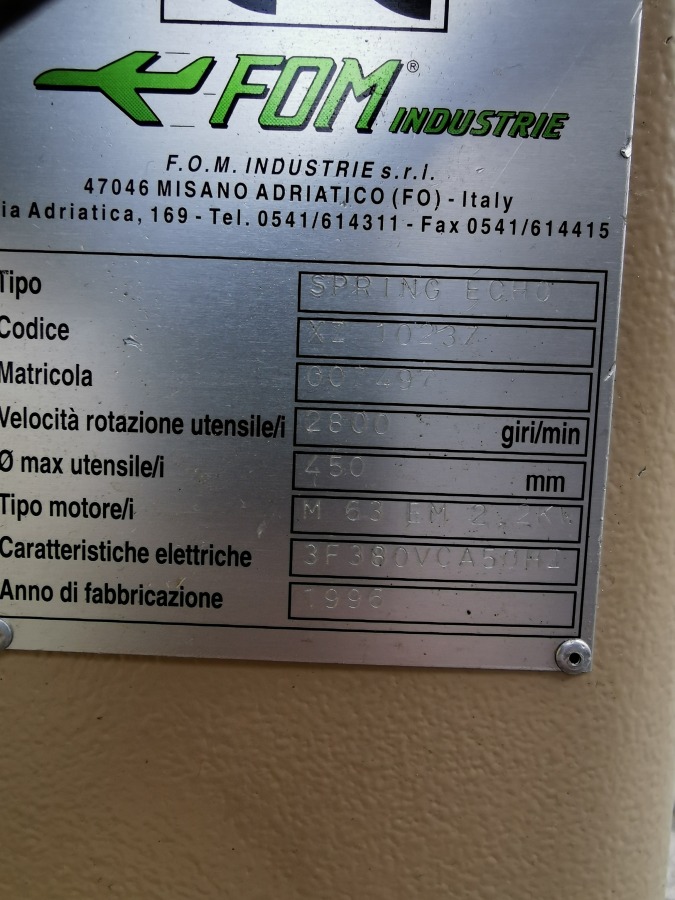 FOM® INDUSTRIE
F.O.M. INDUSTRIE s.r.l.
47046 MISANO ADRIATICO (FO) - Italy
ia Adriatica, 169 - Tel. 0541/614311 - Fax 0541/614415
Tipo SPRING ECHO
Codice
Matricola
Velocità rotazione utensile/i 2800 giri/min
Ø max utensile/i 450 mm
Tipo motore/i M 63
Caratteristiche elettriche 3F380VCA50HZ
Anno di fabbricazione 1996